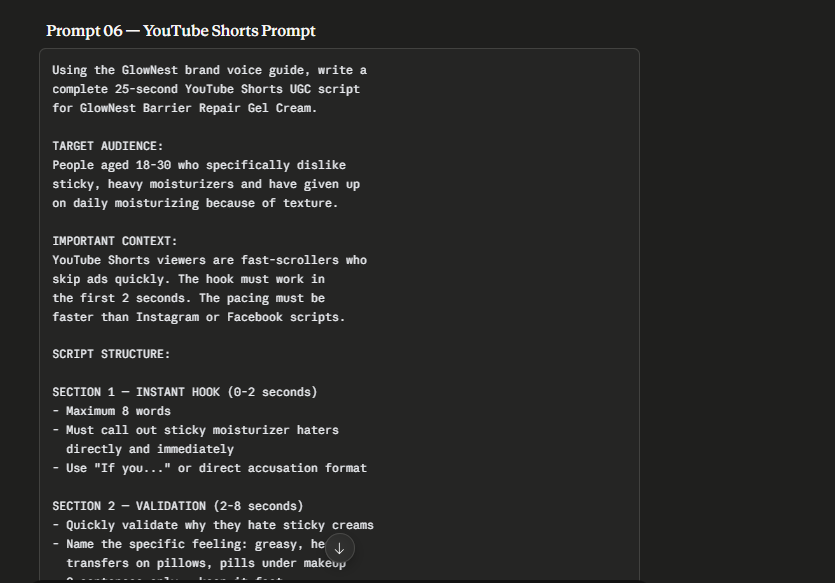 Prompt 06 — YouTube Shorts Prompt
Using the GlowNest brand voice guide, write a
complete 25-second YouTube Shorts UGC script
for GlowNest Barrier Repair Gel Cream.
TARGET AUDIENCE:
People aged 18-30 who specifically dislike
sticky, heavy moisturizers and have given up
on daily moisturizing because of texture.
IMPORTANT CONTEXT:
YouTube Shorts viewers are fast-scrollers who
skip ads quickly. The hook must work in
the first 2 seconds. The pacing must be
faster than Instagram or Facebook scripts.
SCRIPT STRUCTURE:
SECTION 1 — INSTANT HOOK (0-2 seconds)
- Maximum 8 words
- Must call out sticky moisturizer haters
directly and immediately
- Use "If you..." or direct accusation format
SECTION 2 — VALIDATION (2-8 seconds)
- Quickly validate why they hate sticky creams
- Name the specific feeling: greasy,
transfers on pillows, pills under makeup